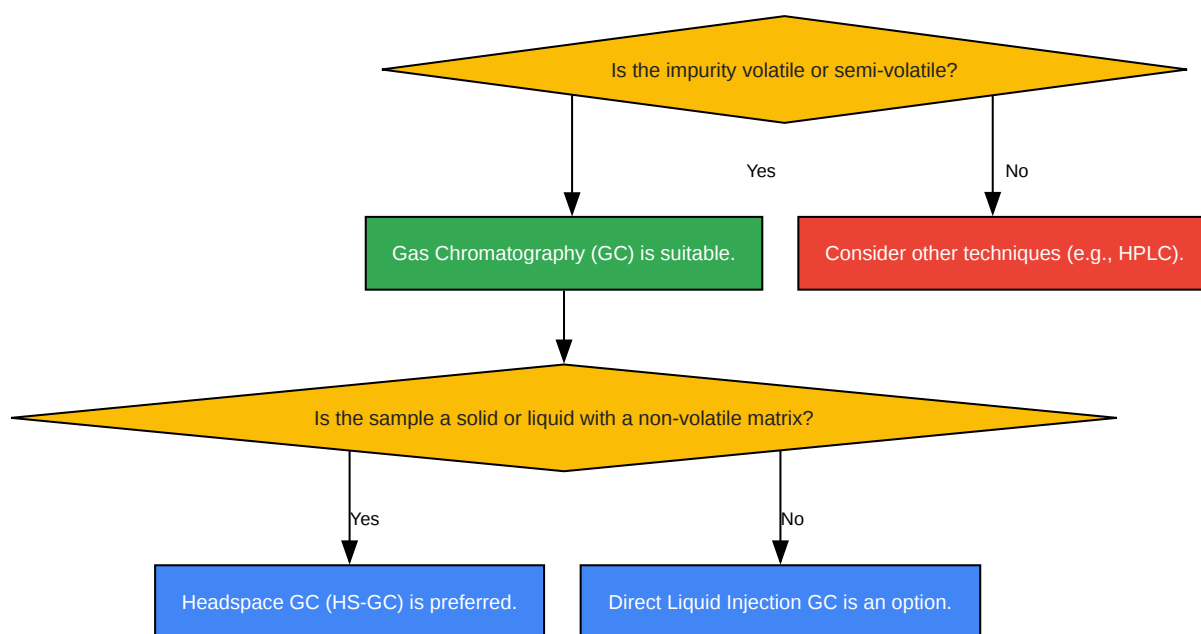 Is the impurity volatile or semi-volatile?
Yes
No
Gas Chromatography (GC) is suitable.
Consider other techniques (e.g., HPLC).
Is the sample a solid or liquid with a non-volatile matrix?
Yes
No
Headspace GC (HS-GC) is preferred.
Direct Liquid Injection GC is an option.